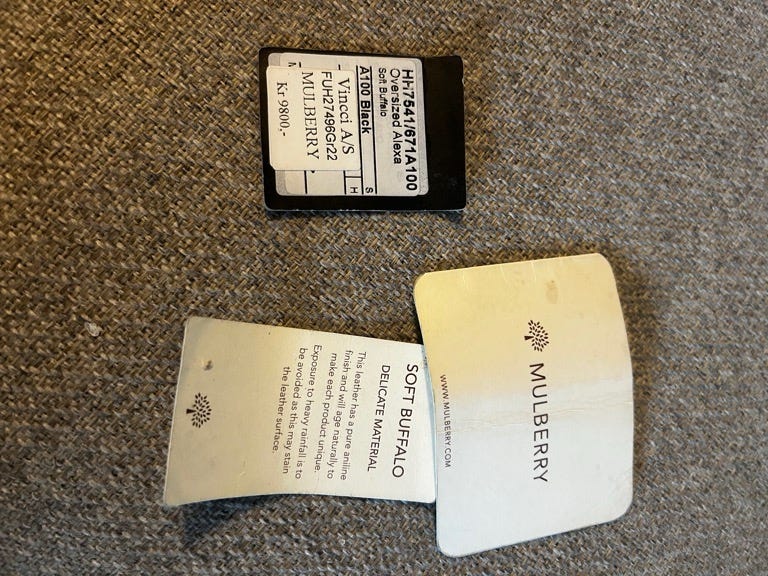 HH7541/671A100
Oversized Alexa
Soft Buffalo
A100 Black
S
H
Vincci A/S
FUH27496Gr22
MULBERRY
Kr 9800,-
MULBERRY
WWW.MULBERRY.COM
SOFT BUFFALO
DELICATE MATERIAL
This leather has a pure aniline
finish and will age naturally to
make each product unique.
Exposure to heavy rainfall is to
be avoided as this may stain
the leather surface.